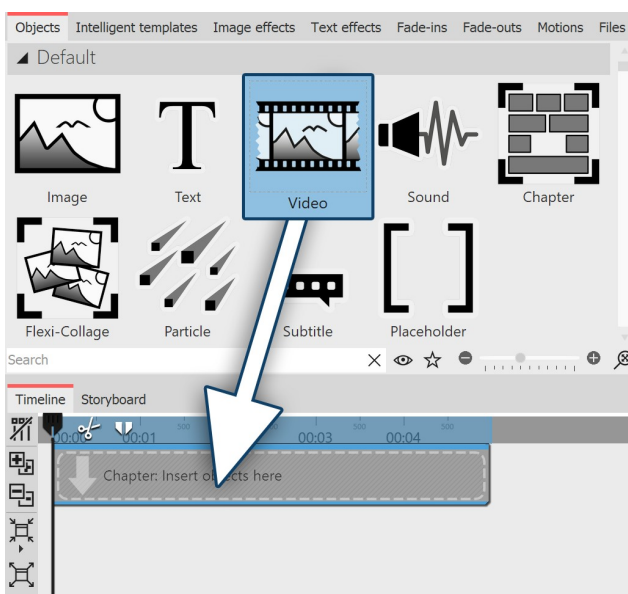 Objects Intelligent templates Image effects Text effects Fade-ins Fade-outs Motions Files
Default
Image Text Video Sound Chapter
Flexi-Collage Particle Subtitle Placeholder
Search
Timeline Storyboard
500 500 500
00:00 00:01 00:03 00:04
Chapter: Insert objects here